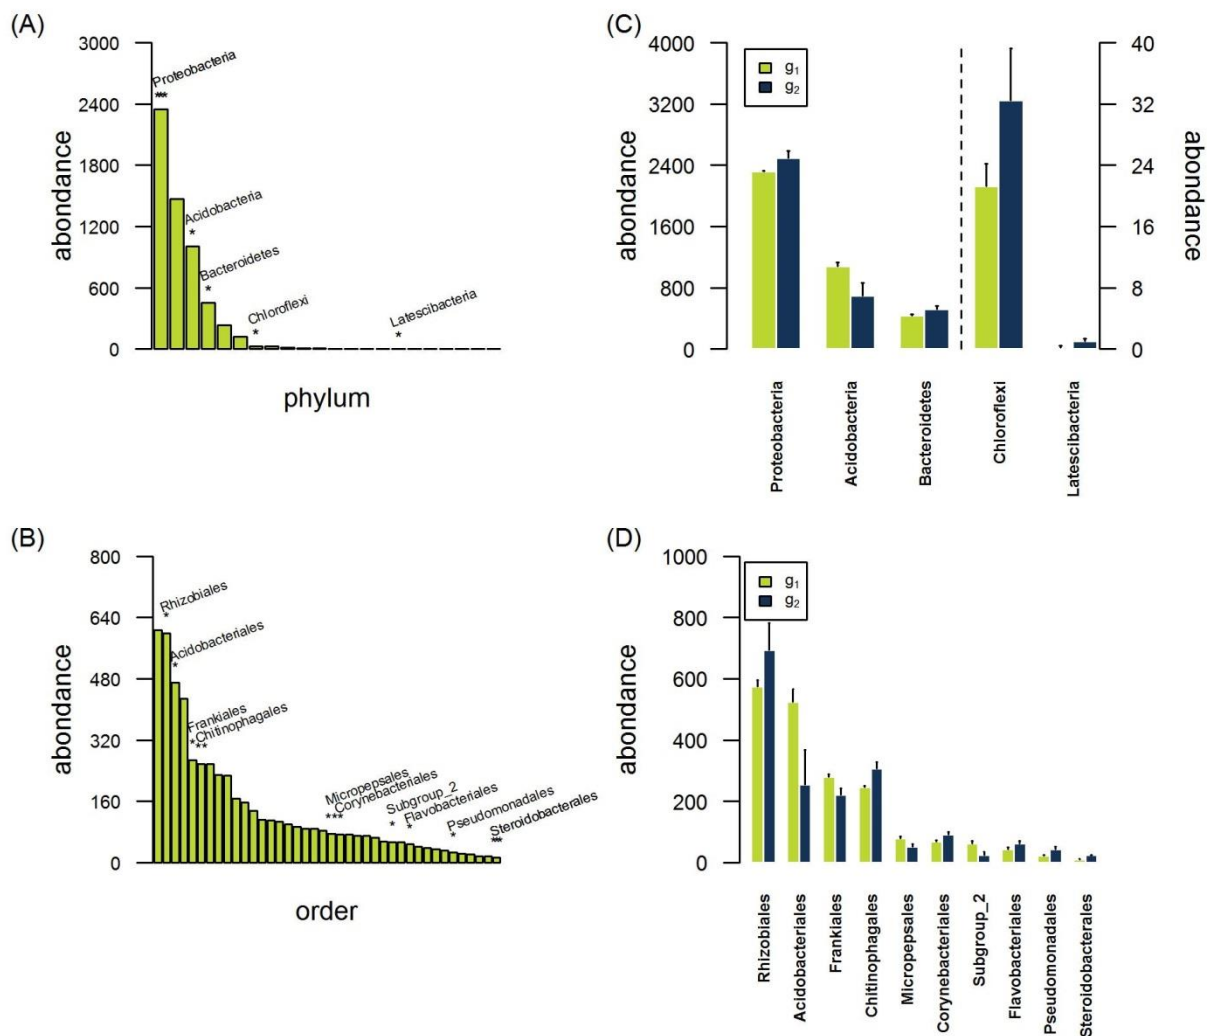 (A)
3000
2400
1800
1200
600
0
abondance
Proteobacteria
***
Acidobacteria
*
Bacteroidetes
*
Chloroflexi
*
Latescibacteria
*
phylum
(C)
4000
3200
2400
1600
800
0
abondance
g1
g2
40
32
24
16
8
0
abondance
Proteobacteria
Acidobacteria
Bacteroidetes
Chloroflexi
Latescibacteria
(B)
800
640
480
320
160
0
abondance
Rhizobiales
*
Acidobacteriales
*
Frankiales
*
Chitinophagales
**
Micropepsales
***
Corynebacteriales
Subgroup_2
*
Flavobacteriales
*
Pseudomonadales
*
Steroidobacterales
***
order
(D)
1000
800
600
400
200
0
abondance
g1
g2
Rhizobiales
Acidobacteriales
Frankiales
Chitinophagales
Micropepsales
Corynebacteriales
Subgroup_2
Flavobacteriales
Pseudomonadales
Steroidobacterales